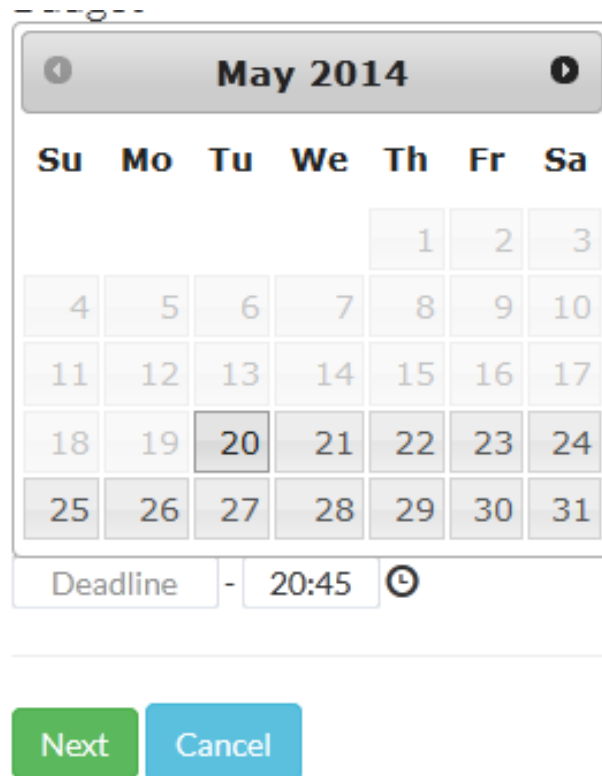 May 2014
Su Mo Tu We Th Fr Sa
1 2 3
4 5 6 7 8 9 10
11 12 13 14 15 16 17
18 19 20 21 22 23 24
25 26 27 28 29 30 31
Deadline - 20:45
Next Cancel